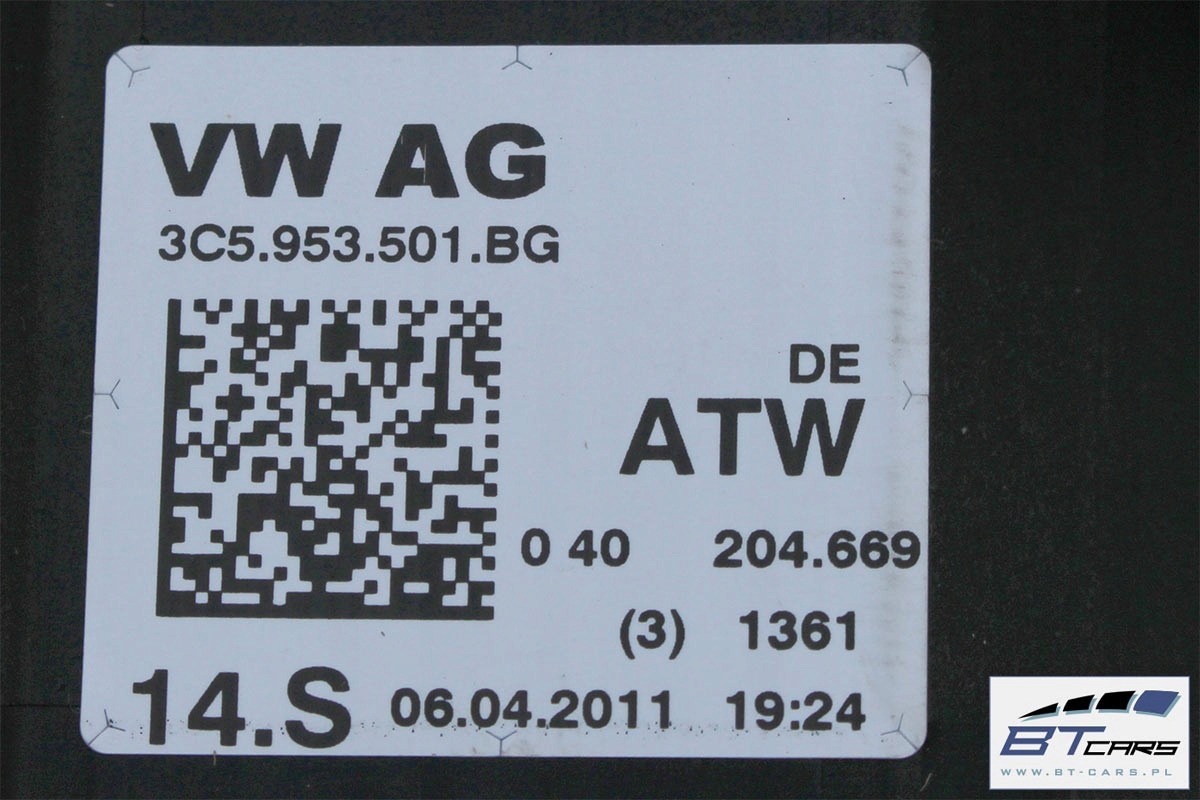 VW AG
3C5.953.501.BG
DE
ATW
0 40 204.669
(3) 1361
14.S 06.04.2011 19:24
BT CARS
WWW.BT-CARS.PL